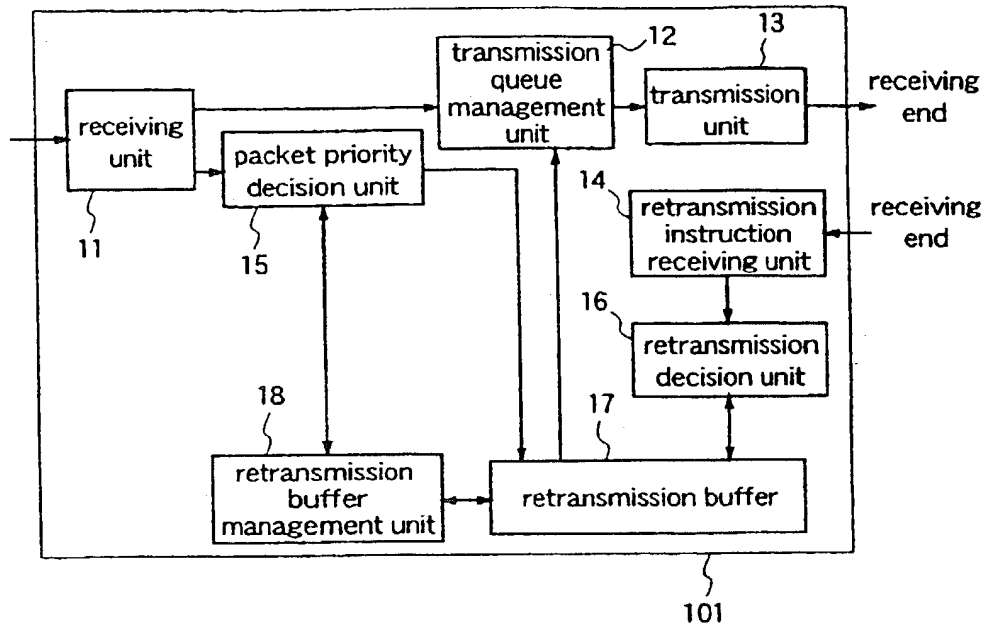 12
13
transmission
queue
management
unit
transmission
unit
receiving
end
receiving
unit
11
packet priority
decision unit
15
14
retransmission
instruction
receiving unit
receiving
end
16
retransmission
decision unit
18
retransmission
buffer
management unit
17
retransmission buffer
101